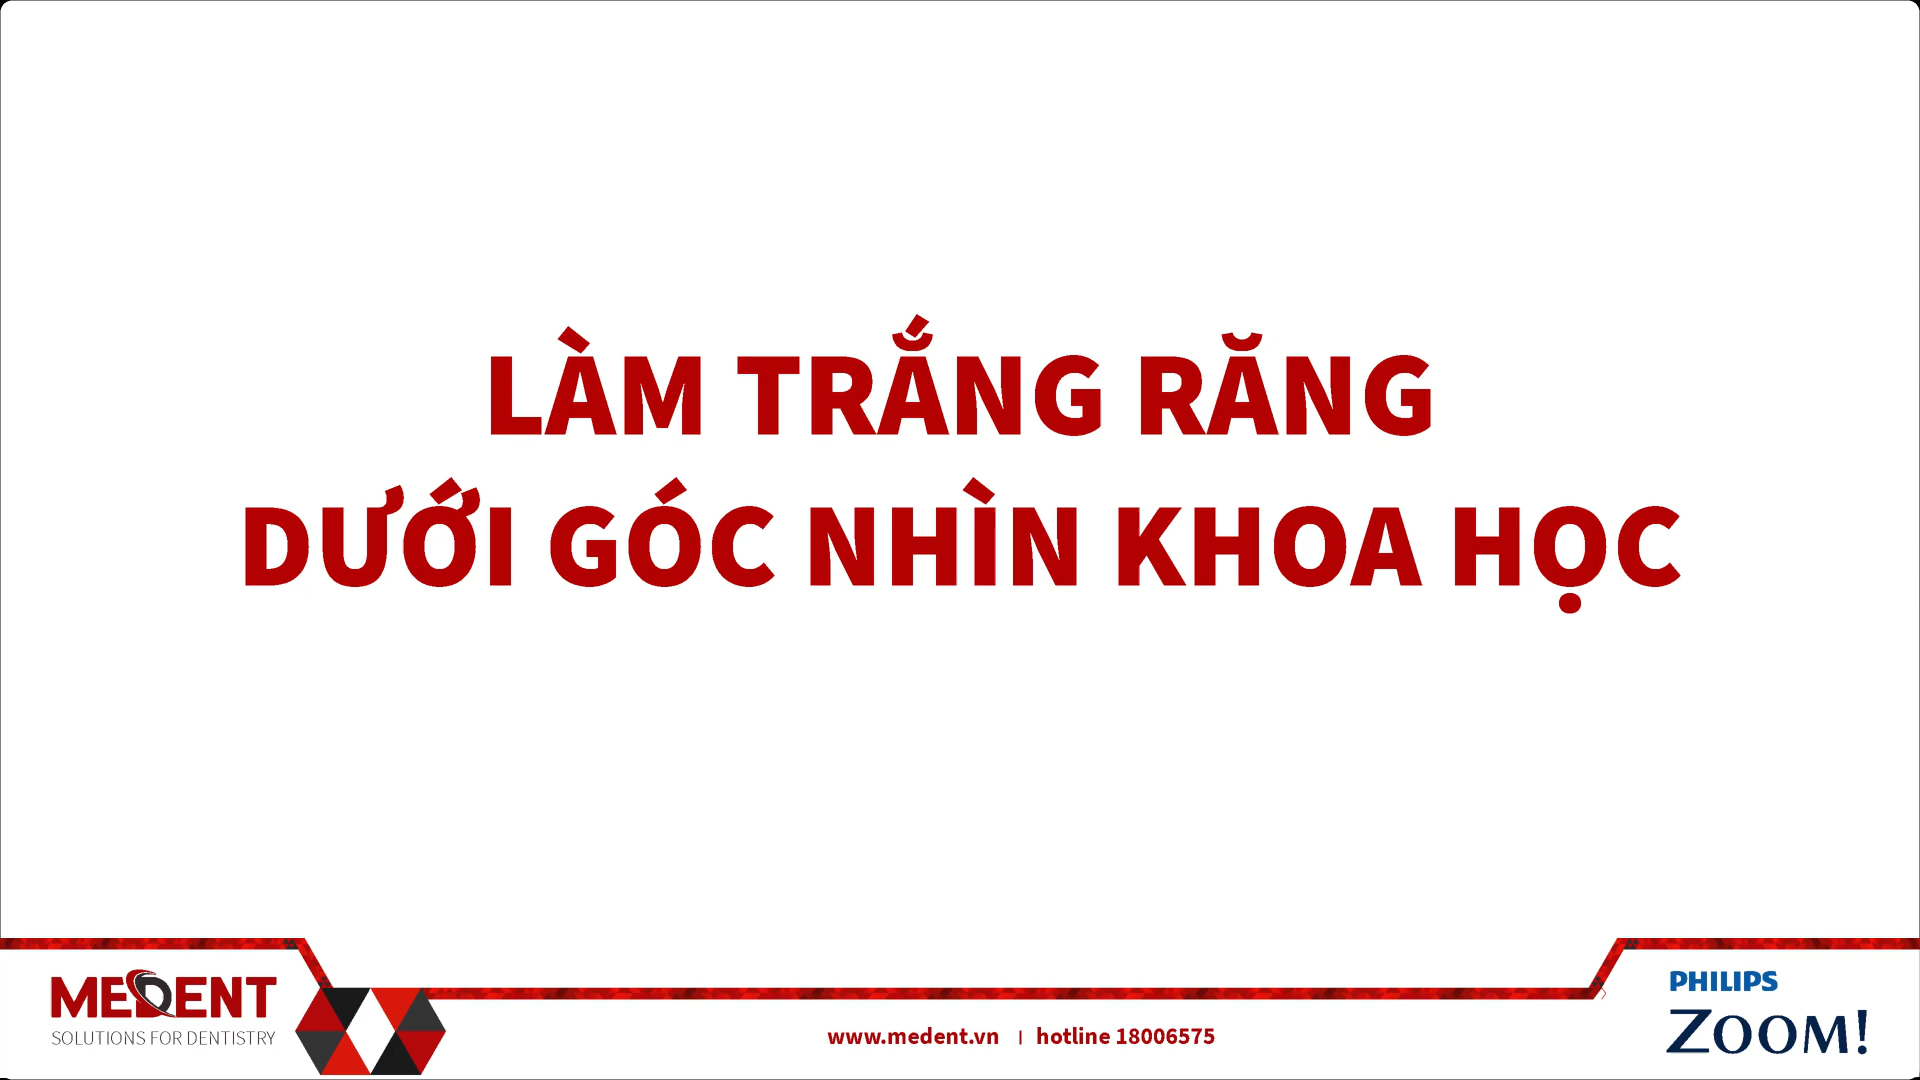 LÀM TRẮNG RĂNG
DƯỚI GÓC NHÌN KHOA HỌC
MEDENT
SOLUTIONS FOR DENTISTRY
www.medent.vn | hotline 18006575
PHILIPS
ZOOM!